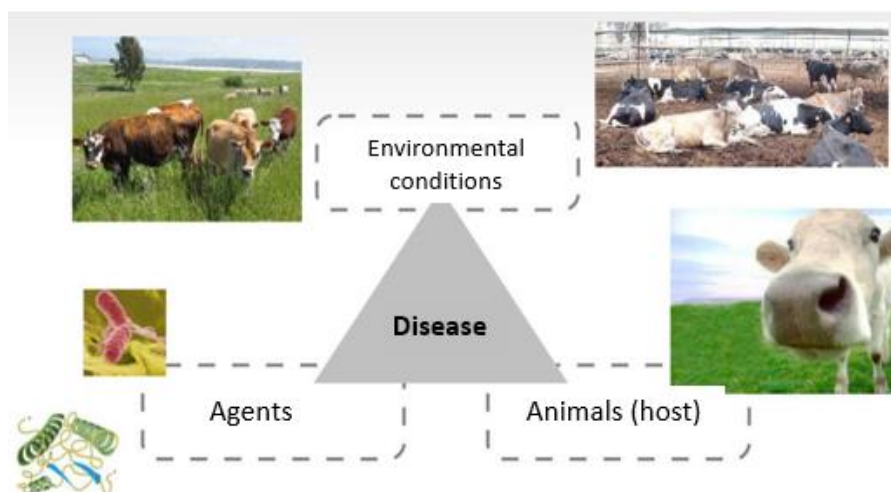 Environmental
conditions
Disease
Agents
Animals (host)